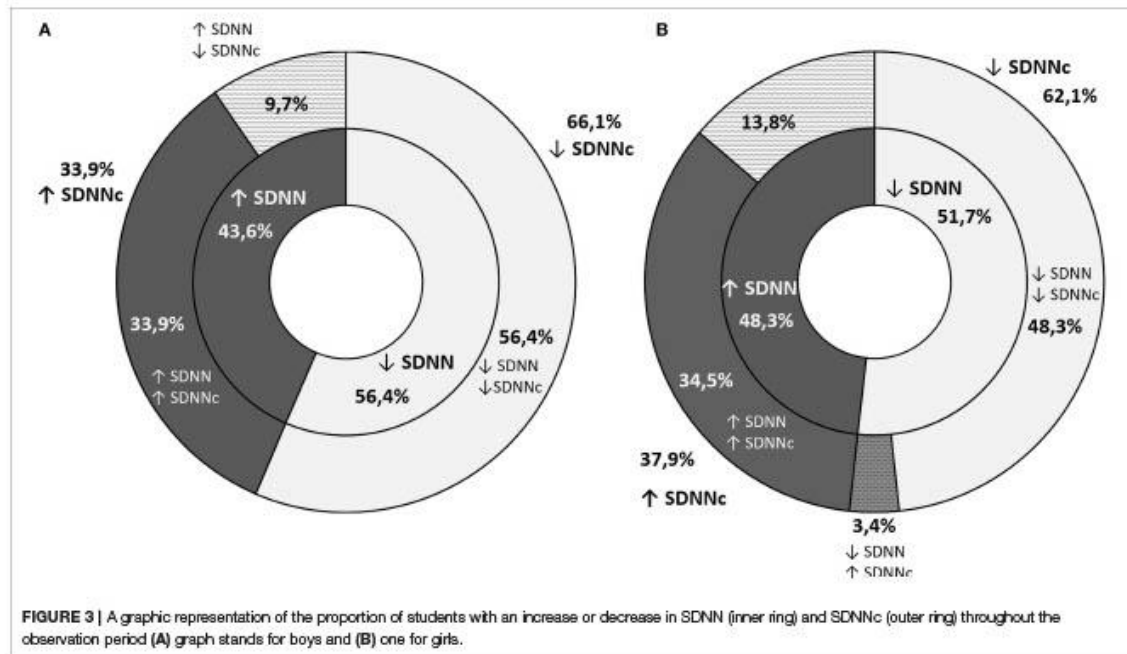 A
↑ SDNN
↓ SDNNc
9,7%
66,1%
↓ SDNNc
33,9%
↑ SDNNc
↑ SDNN
43,6%
33,9%
↑ SDNN
↑ SDNNc
↓ SDNN
56,4%
56,4%
↓ SDNN
↓SDNNc
B
↓ SDNNc
62,1%
13,8%
↓ SDNN
51,7%
↓ SDNN
↓ SDNNc
48,3%
↑ SDNN
48,3%
34,5%
↑ SDNN
↑ SDNNc
37,9%
↑ SDNNc
3,4%
↓ SDNN
↑ SDNNc
FIGURE 3 | A graphic representation of the proportion of students with an increase or decrease in SDNN (inner ring) and SDNNc (outer ring) throughout the
observation period (A) graph stands for boys and (B) one for girls.